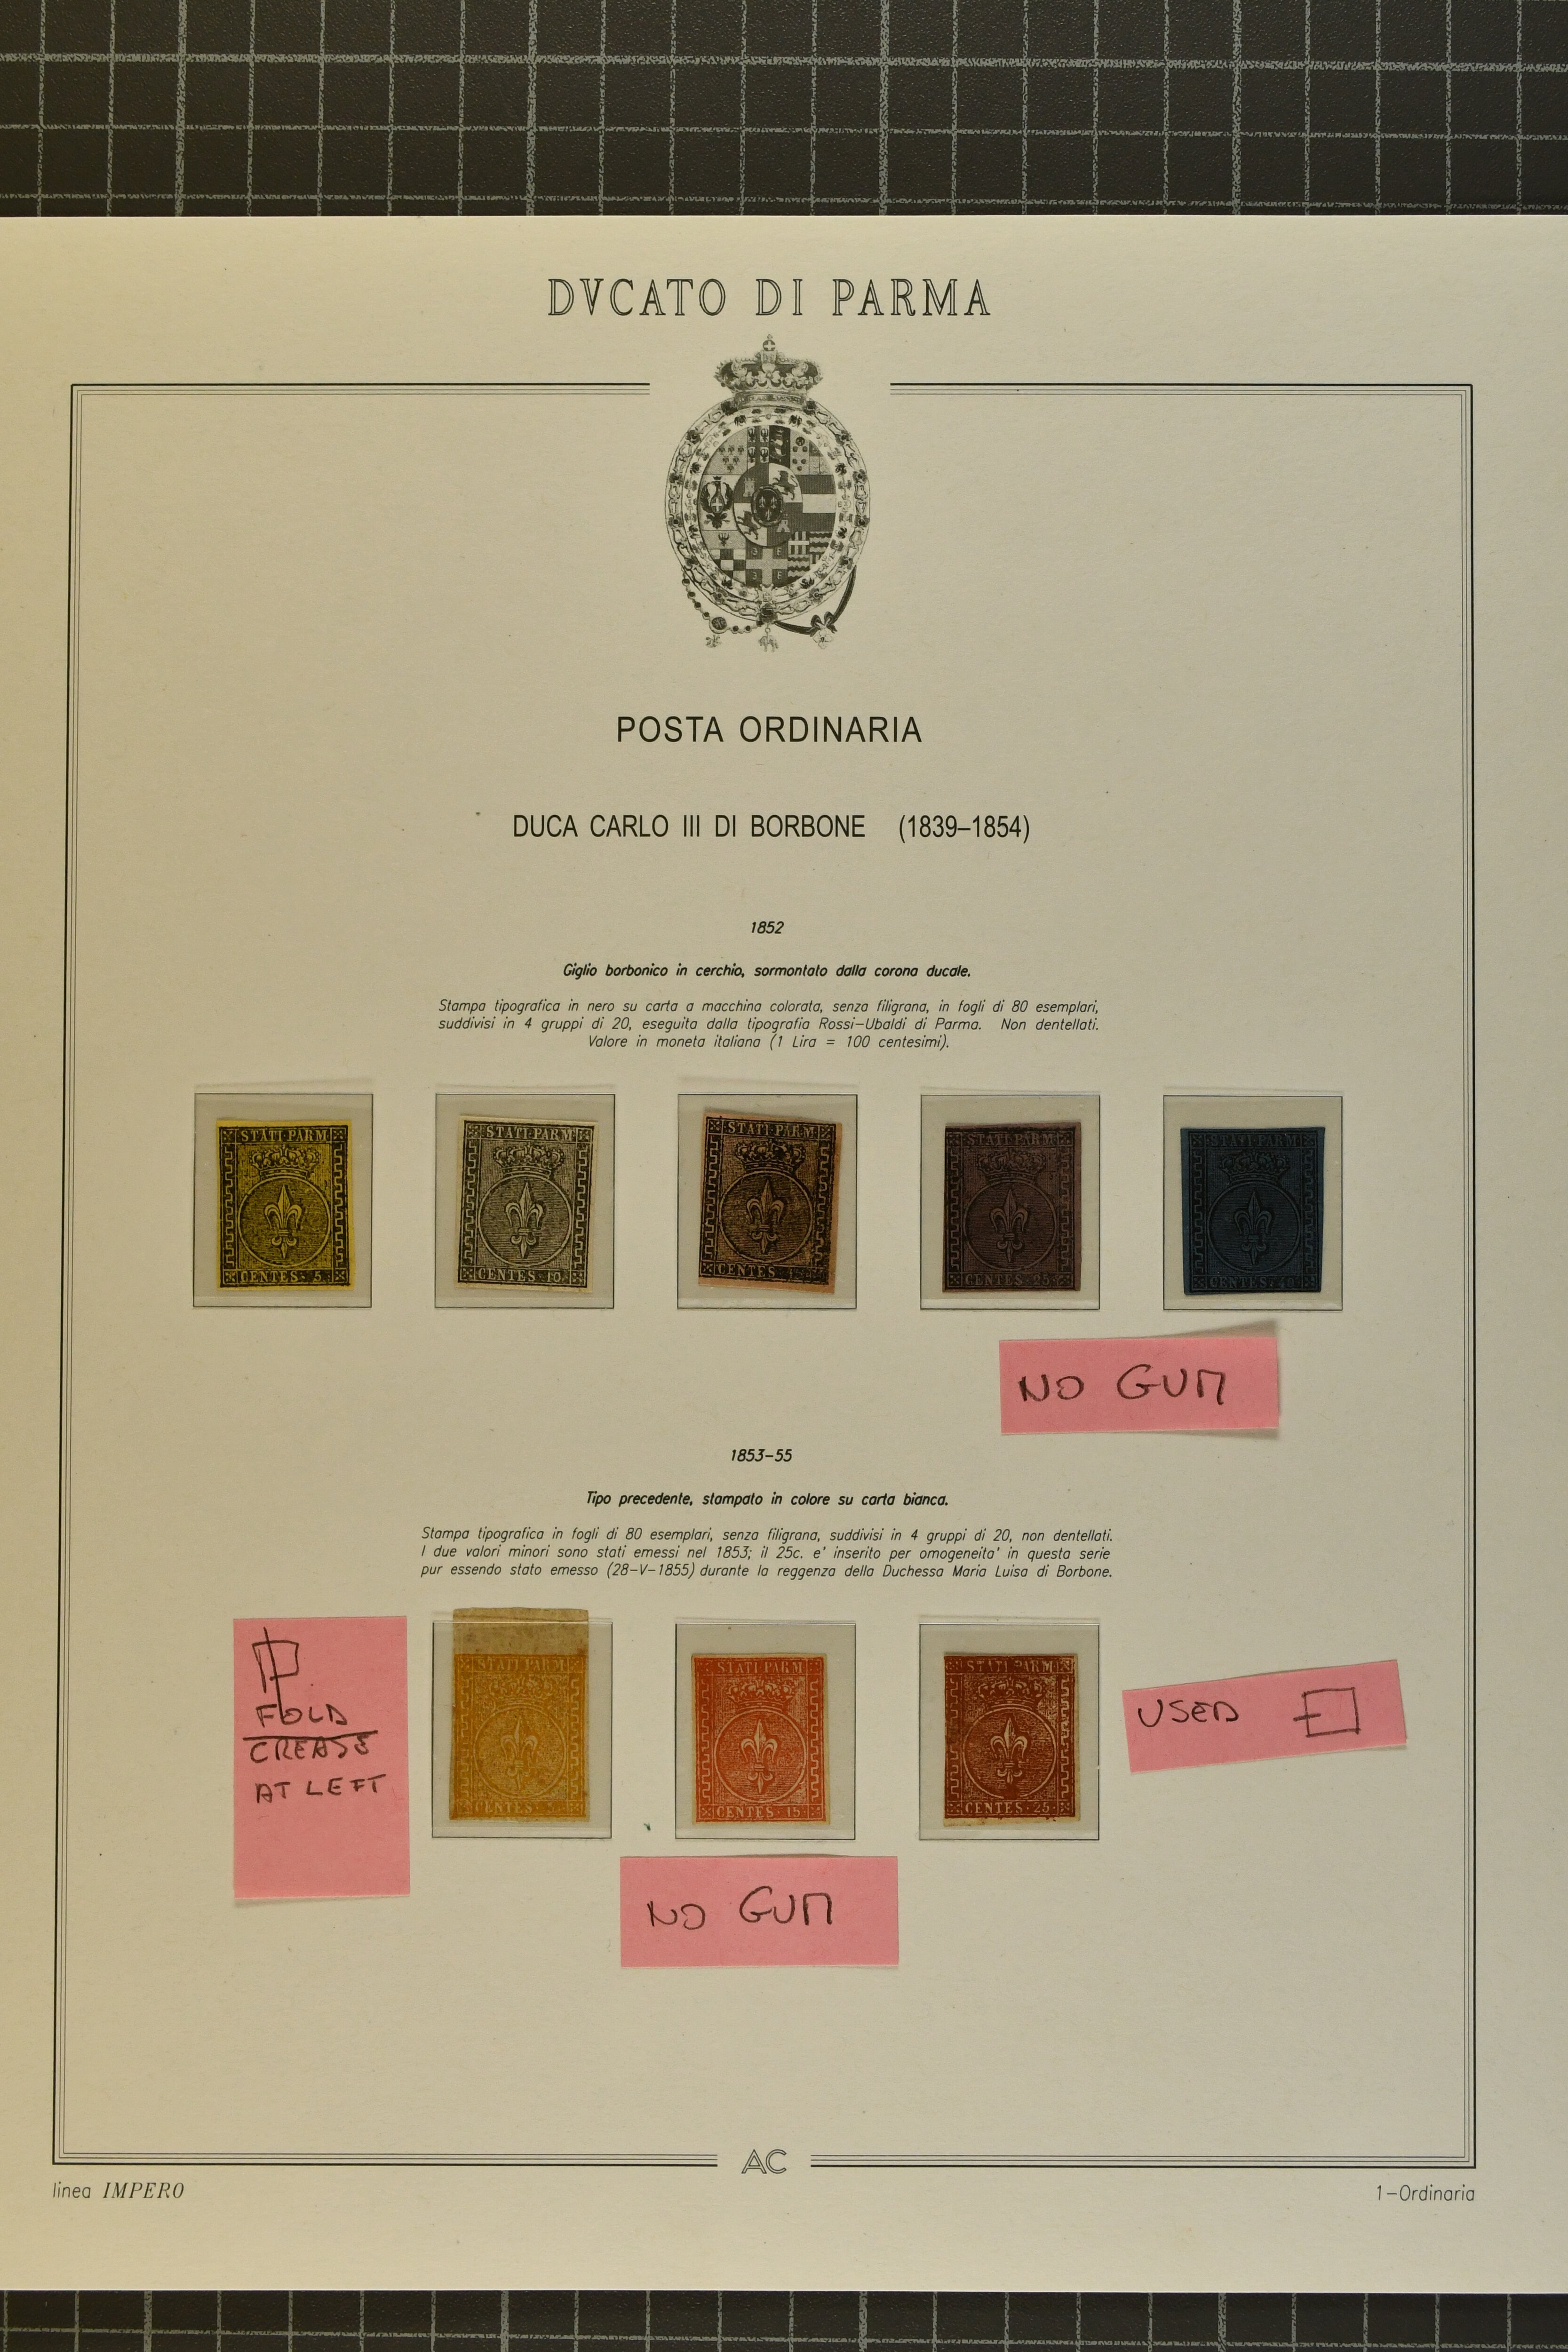 DVCATO DI PARMA
POSTA ORDINARIA
DUCA CARLO III DI BORBONE (1839–1854)
1852
Giglio borbonico in cerchio, sormontato dalla corona ducale.
Stampa tipografica in nero su carta a macchina colorata, senza filigrana, in fogli di 80 esemplari,
suddivisi in 4 gruppi di 20, eseguita dalla tipografia Rossi-Ubaldi di Parma. Non dentellati.
Valore in moneta italiana (1 Lira = 100 centesimi).
STATI PARM
CENTES. 5
STATI PARM
CENTES 10
STATI PARM
CENTES
STATI PARM
CENTES 25
STATI PARM
CENTES 40
NO GUM
1853-55
Tipo precedente, stampato in colore su carta bianca.
Stampa tipografica in fogli di 80 esemplari, senza filigrana, suddivisi in 4 gruppi di 20, non dentellati.
I due valori minori sono stati emessi nel 1853; il 25c. e' inserito per omogeneita' in questa serie
pur essendo stato emesso (28-V-1855) durante la reggenza della Duchessa Maria Luisa di Borbone.
FOLD
CREASE
AT LEFT
STATI PARM
CENTES
STATI PARM
CENTES 15
STATI PARM
CENTES 25
USED
NO GUM
AC
linea IMPERO
1-Ordinaria